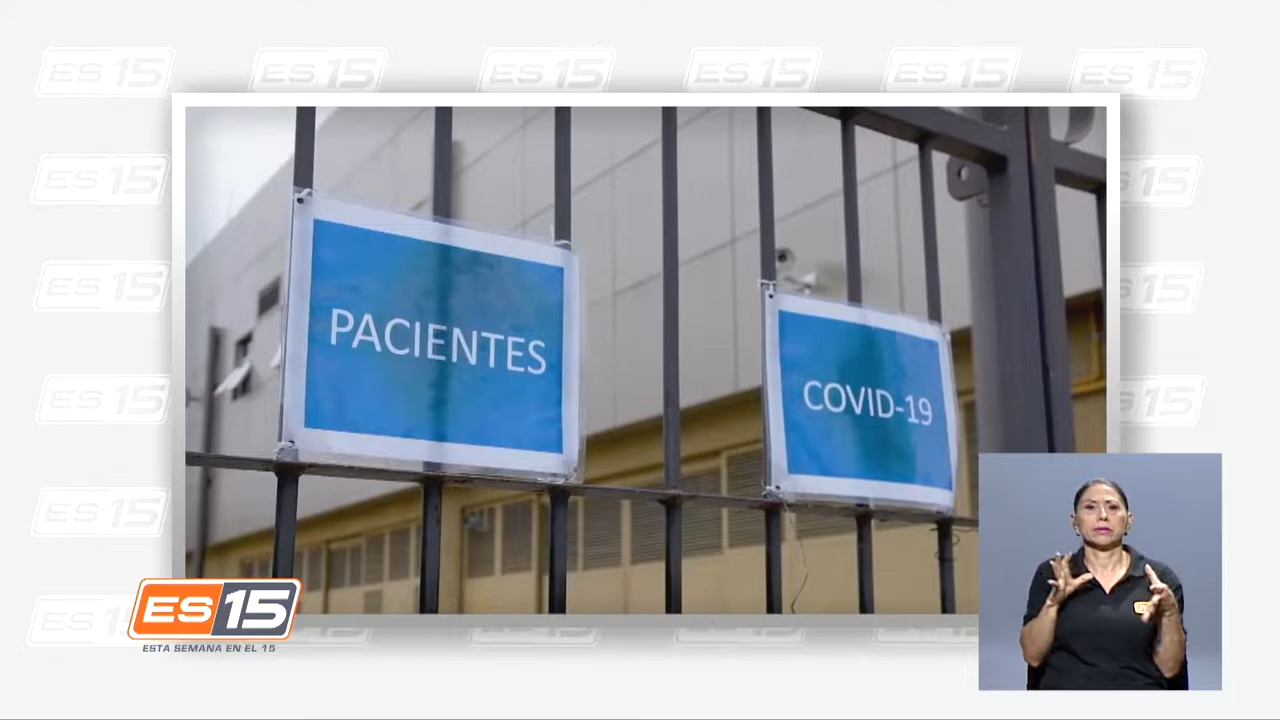 PACIENTES
COVID-19
ES15
ESTA SEMANA EN EL 15